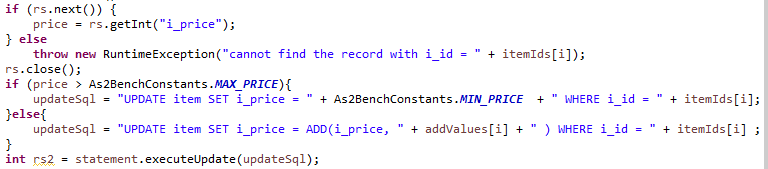 if (rs.next()) {
    price = rs.getInt("i_price");
} else
    throw new RuntimeException("cannot find the record with i_id = " + itemIds[i]);
rs.close();
if (price > As2BenchConstants.MAX_PRICE){
    updateSql = "UPDATE item SET i_price = " + As2BenchConstants.MIN_PRICE  + " WHERE i_id = " + itemIds[i];
}else{
    updateSql = "UPDATE item SET i_price = ADD(i_price, " + addValues[i] + " ) WHERE i_id = " + itemIds[i] ;
}
int rs2 = statement.executeUpdate(updateSql);